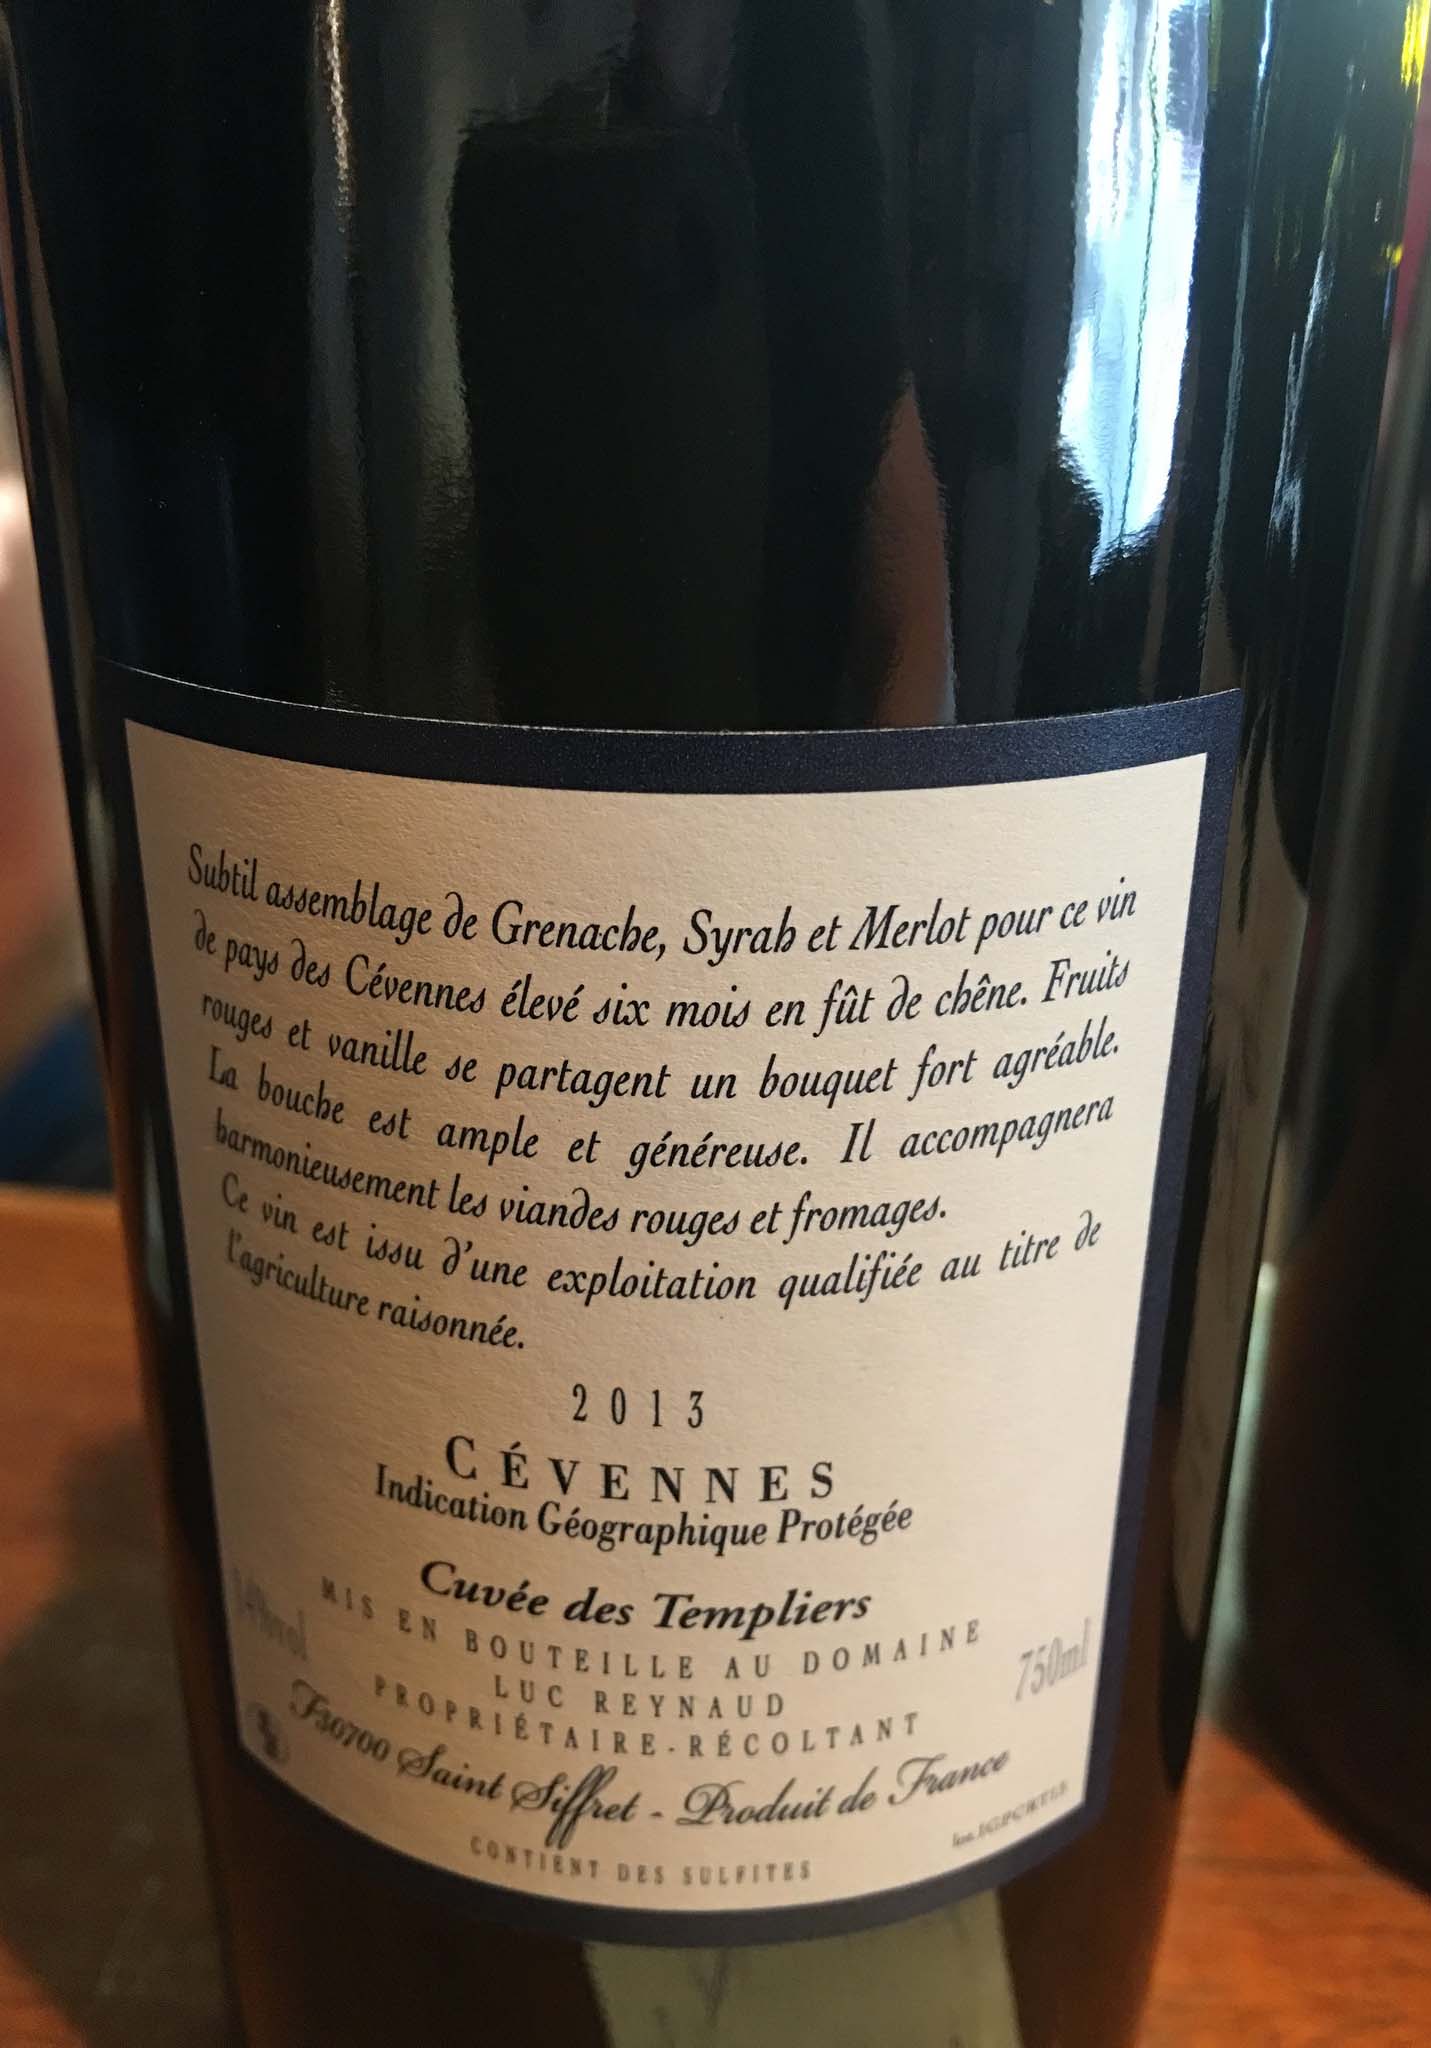 Subtil assemblage de Grenache, Syrah et Merlot pour ce vin
de pays des Cévennes élevé six mois en fût de chêne. Fruits
rouges et vanille se partagent un bouquet fort agréable.
La bouche est ample et généreuse. Il accompagnera
harmonieusement les viandes rouges et fromages.
Ce vin est issu d'une exploitation qualifiée au titre de
l'agriculture raisonnée.
2013
CÉVENNES
Indication Géographique Protégée
Cuvée des Templiers
MIS EN BOUTEILLE AU DOMAINE
LUC REYNAUD
750ml
PROPRIÉTAIRE-RÉCOLTANT
F30700 Saint Siffret - Produit de France
CONTIENT DES SULFITES